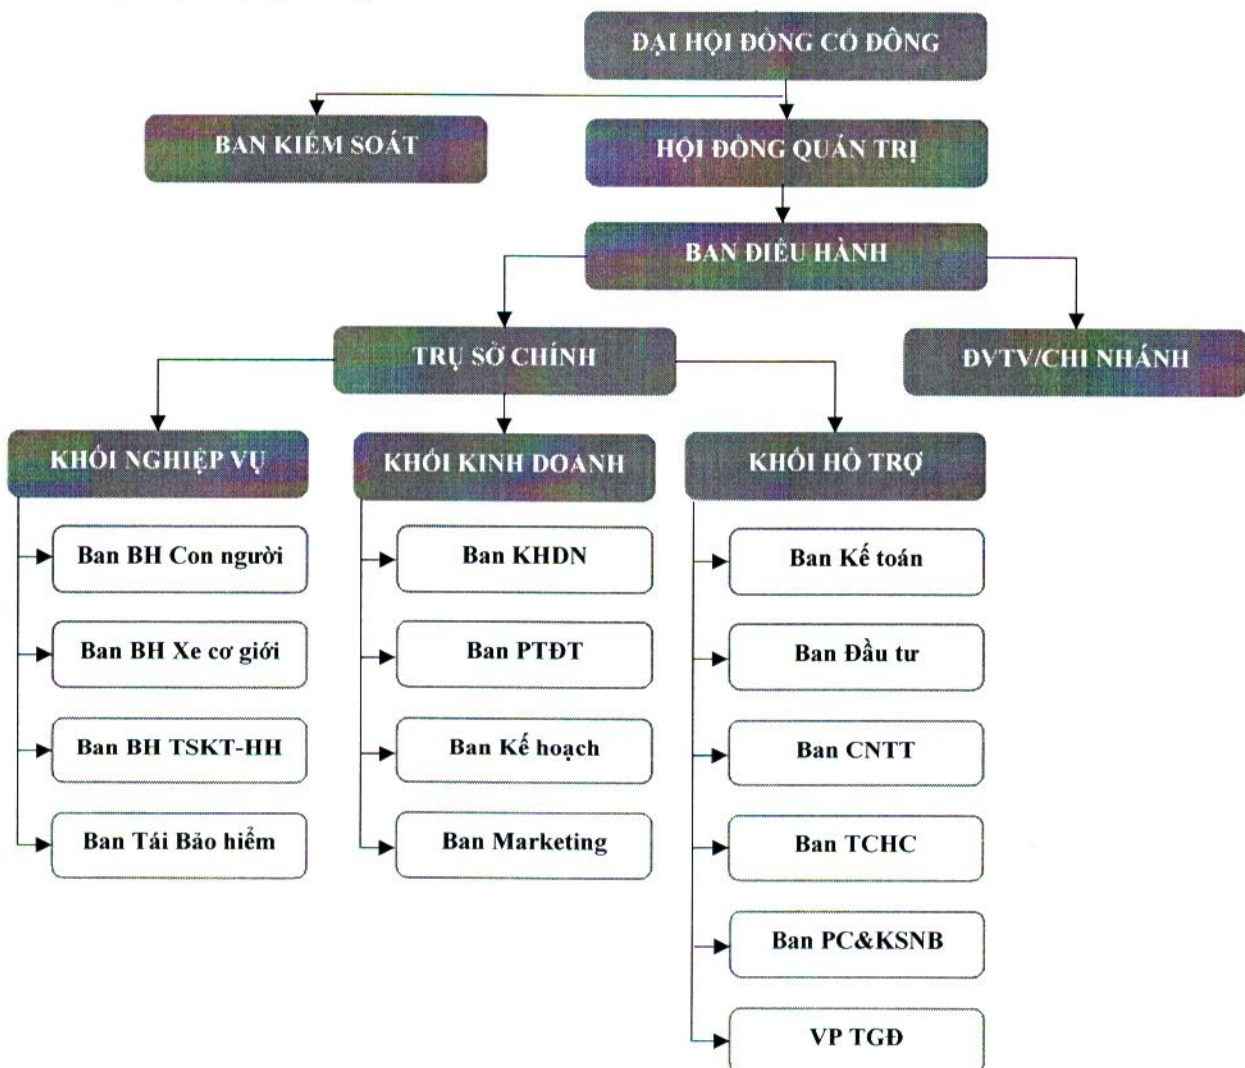 ĐẠI HỘI ĐỒNG CỔ ĐÔNG
BAN KIỂM SOÁT
HỘI ĐỒNG QUẢN TRỊ
BAN ĐIỀU HÀNH
TRỤ SỞ CHÍNH
ĐVTV/CHI NHÁNH
KHỐI NGHIỆP VỤ
KHỐI KINH DOANH
KHỐI HỖ TRỢ
Ban BH Con người
Ban BH Xe cơ giới
Ban BH TSKT-HH
Ban Tái Bảo hiểm
Ban KHDN
Ban PTĐT
Ban Kế hoạch
Ban Marketing
Ban Kế toán
Ban Đầu tư
Ban CNTT
Ban TCHC
Ban PC&KSNB
VP TGĐ